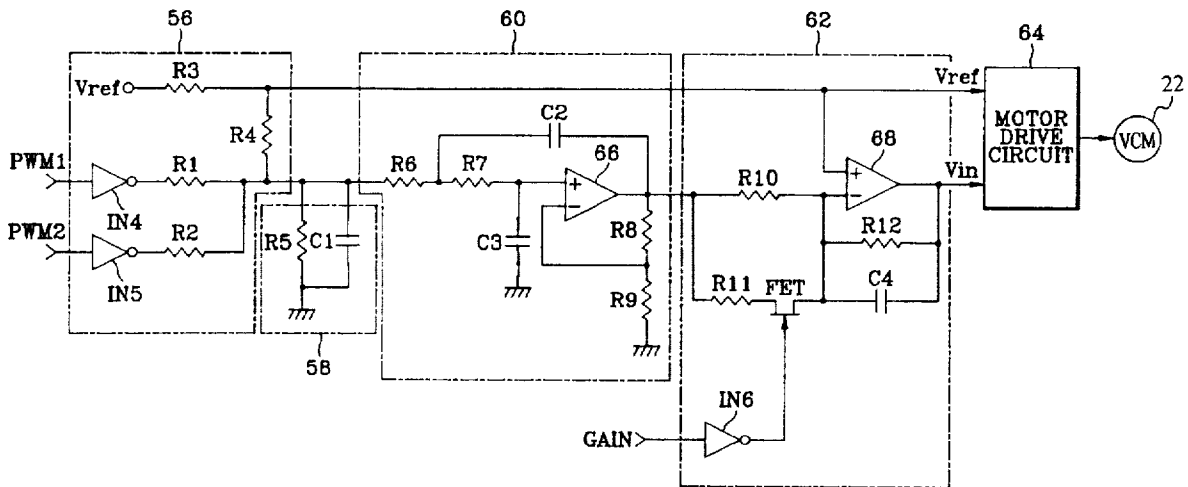 56
60
62
64
22
Vref
R3
Vref
R4
C2
66
68
MOTOR
DRIVE
CIRCUIT
VCM
PWM1
R1
R6
R7
R10
Vin
IN4
PWM2
R2
R5
C1
C3
R8
R12
IN5
R9
R11
FET
C4
58
IN6
GAIN